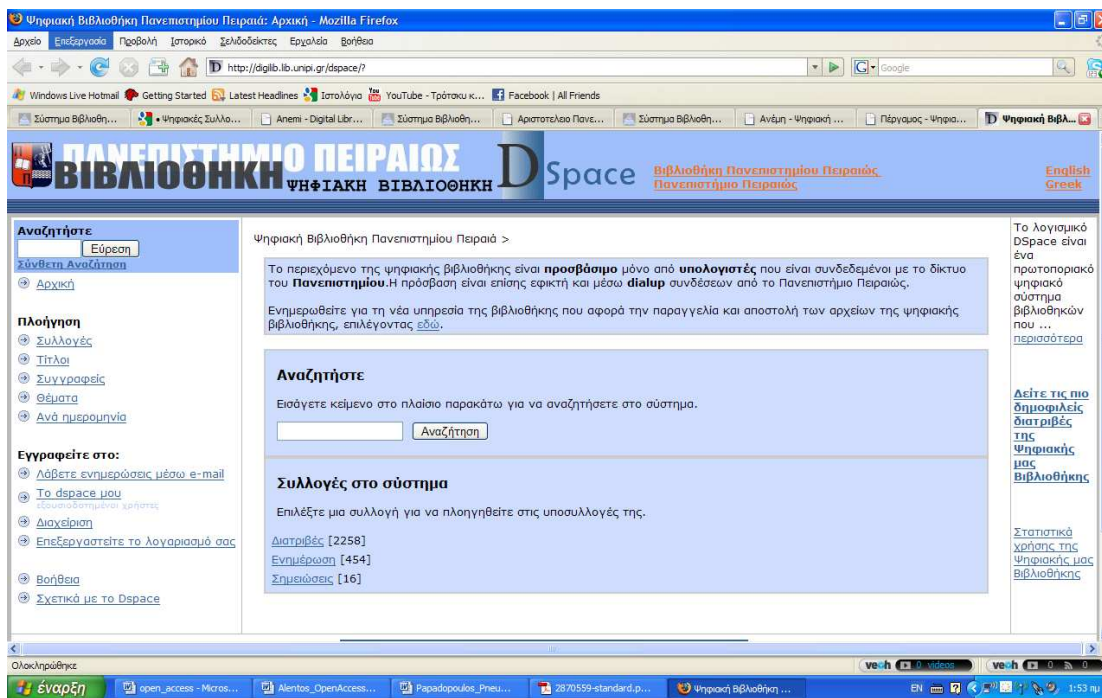 Ψηφιακή Βιβλιοθήκη Πανεπιστημίου Πειραιά: Αρχική - Mozilla Firefox
Αρχείο Επεξεργασία Προβολή Ιστορικό Σελιδοδείκτες Εργαλεία Βοήθεια
http://digilib.lib.unipi.gr/dspace/?
Google
Windows Live Hotmail Getting Started Latest Headlines Ιστολόγια YouTube - Τρότσκυ κ... Facebook | All Friends
Σύστημα Βιβλιοθη... • Ψηφιακές Συλλο... Anemi - Digital Libr... Σύστημα Βιβλιοθη... Αριστοτέλειο Πανε... Σύστημα Βιβλιοθη... Ανέμη - Ψηφιακή ... Πέργαμος - Ψηφια... Ψηφιακή Βιβλ...
ΠΑΝΕΠΙΣΤΗΜΙΟ ΠΕΙΡΑΙΩΣ
ΒΙΒΛΙΟΘΗΚΗ ΨΗΦΙΑΚΗ ΒΙΒΛΙΟΘΗΚΗ
DSpace
Βιβλιοθήκη Πανεπιστημίου Πειραιώς
Πανεπιστήμιο Πειραιώς
English
Greek
Αναζητήστε
Εύρεση
Σύνθετη Αναζήτηση
Αρχική
Πλοήγηση
Συλλογές
Τίτλοι
Συγγραφείς
Θέματα
Ανά ημερομηνία
Εγγραφείτε στο:
Λάβετε ενημερώσεις μέσω e-mail
Το dspace μου
εξουσιοδοτημένοι χρήστες
Διαχείριση
Επεξεργαστείτε το λογαριασμό σας
Βοήθεια
Σχετικά με το Dspace
Ψηφιακή Βιβλιοθήκη Πανεπιστημίου Πειραιά >
Το περιεχόμενο της ψηφιακής βιβλιοθήκης είναι προσβάσιμο μόνο από υπολογιστές που είναι συνδεδεμένοι με το δίκτυο
του Πανεπιστημίου.Η πρόσβαση είναι επίσης εφικτή και μέσω dialup συνδέσεων από το Πανεπιστήμιο Πειραιώς.
Ενημερωθείτε για τη νέα υπηρεσία της βιβλιοθήκης που αφορά την παραγγελία και αποστολή των αρχείων της ψηφιακής
βιβλιοθήκης, επιλέγοντας εδώ.
Αναζητήστε
Εισάγετε κείμενο στο πλαίσιο παρακάτω για να αναζητήσετε στο σύστημα.
Αναζήτηση
Συλλογές στο σύστημα
Επιλέξτε μια συλλογή για να πλοηγηθείτε στις υποσυλλογές της.
Διατριβές [2258]
Ενημέρωση [454]
Σημειώσεις [16]
Το λογισμικό
DSpace είναι
ένα
πρωτοποριακό
ψηφιακό
σύστημα
βιβλιοθηκών
που ...
περισσότερα
Δείτε τις πιο
δημοφιλείς
διατριβές
της
Ψηφιακής
μας
Βιβλιοθήκης
Στατιστικά
χρήσης της
Ψηφιακής μας
Βιβλιοθήκης
Ολοκληρώθηκε
veoh 0 videos veoh 0 0
έναρξη open_access - Micros... Alentos_OpenAccess... Papadopoulos_Pneu... 2870559-standard.p... Ψηφιακή Βιβλιοθήκη ... EN 1:53 πμ